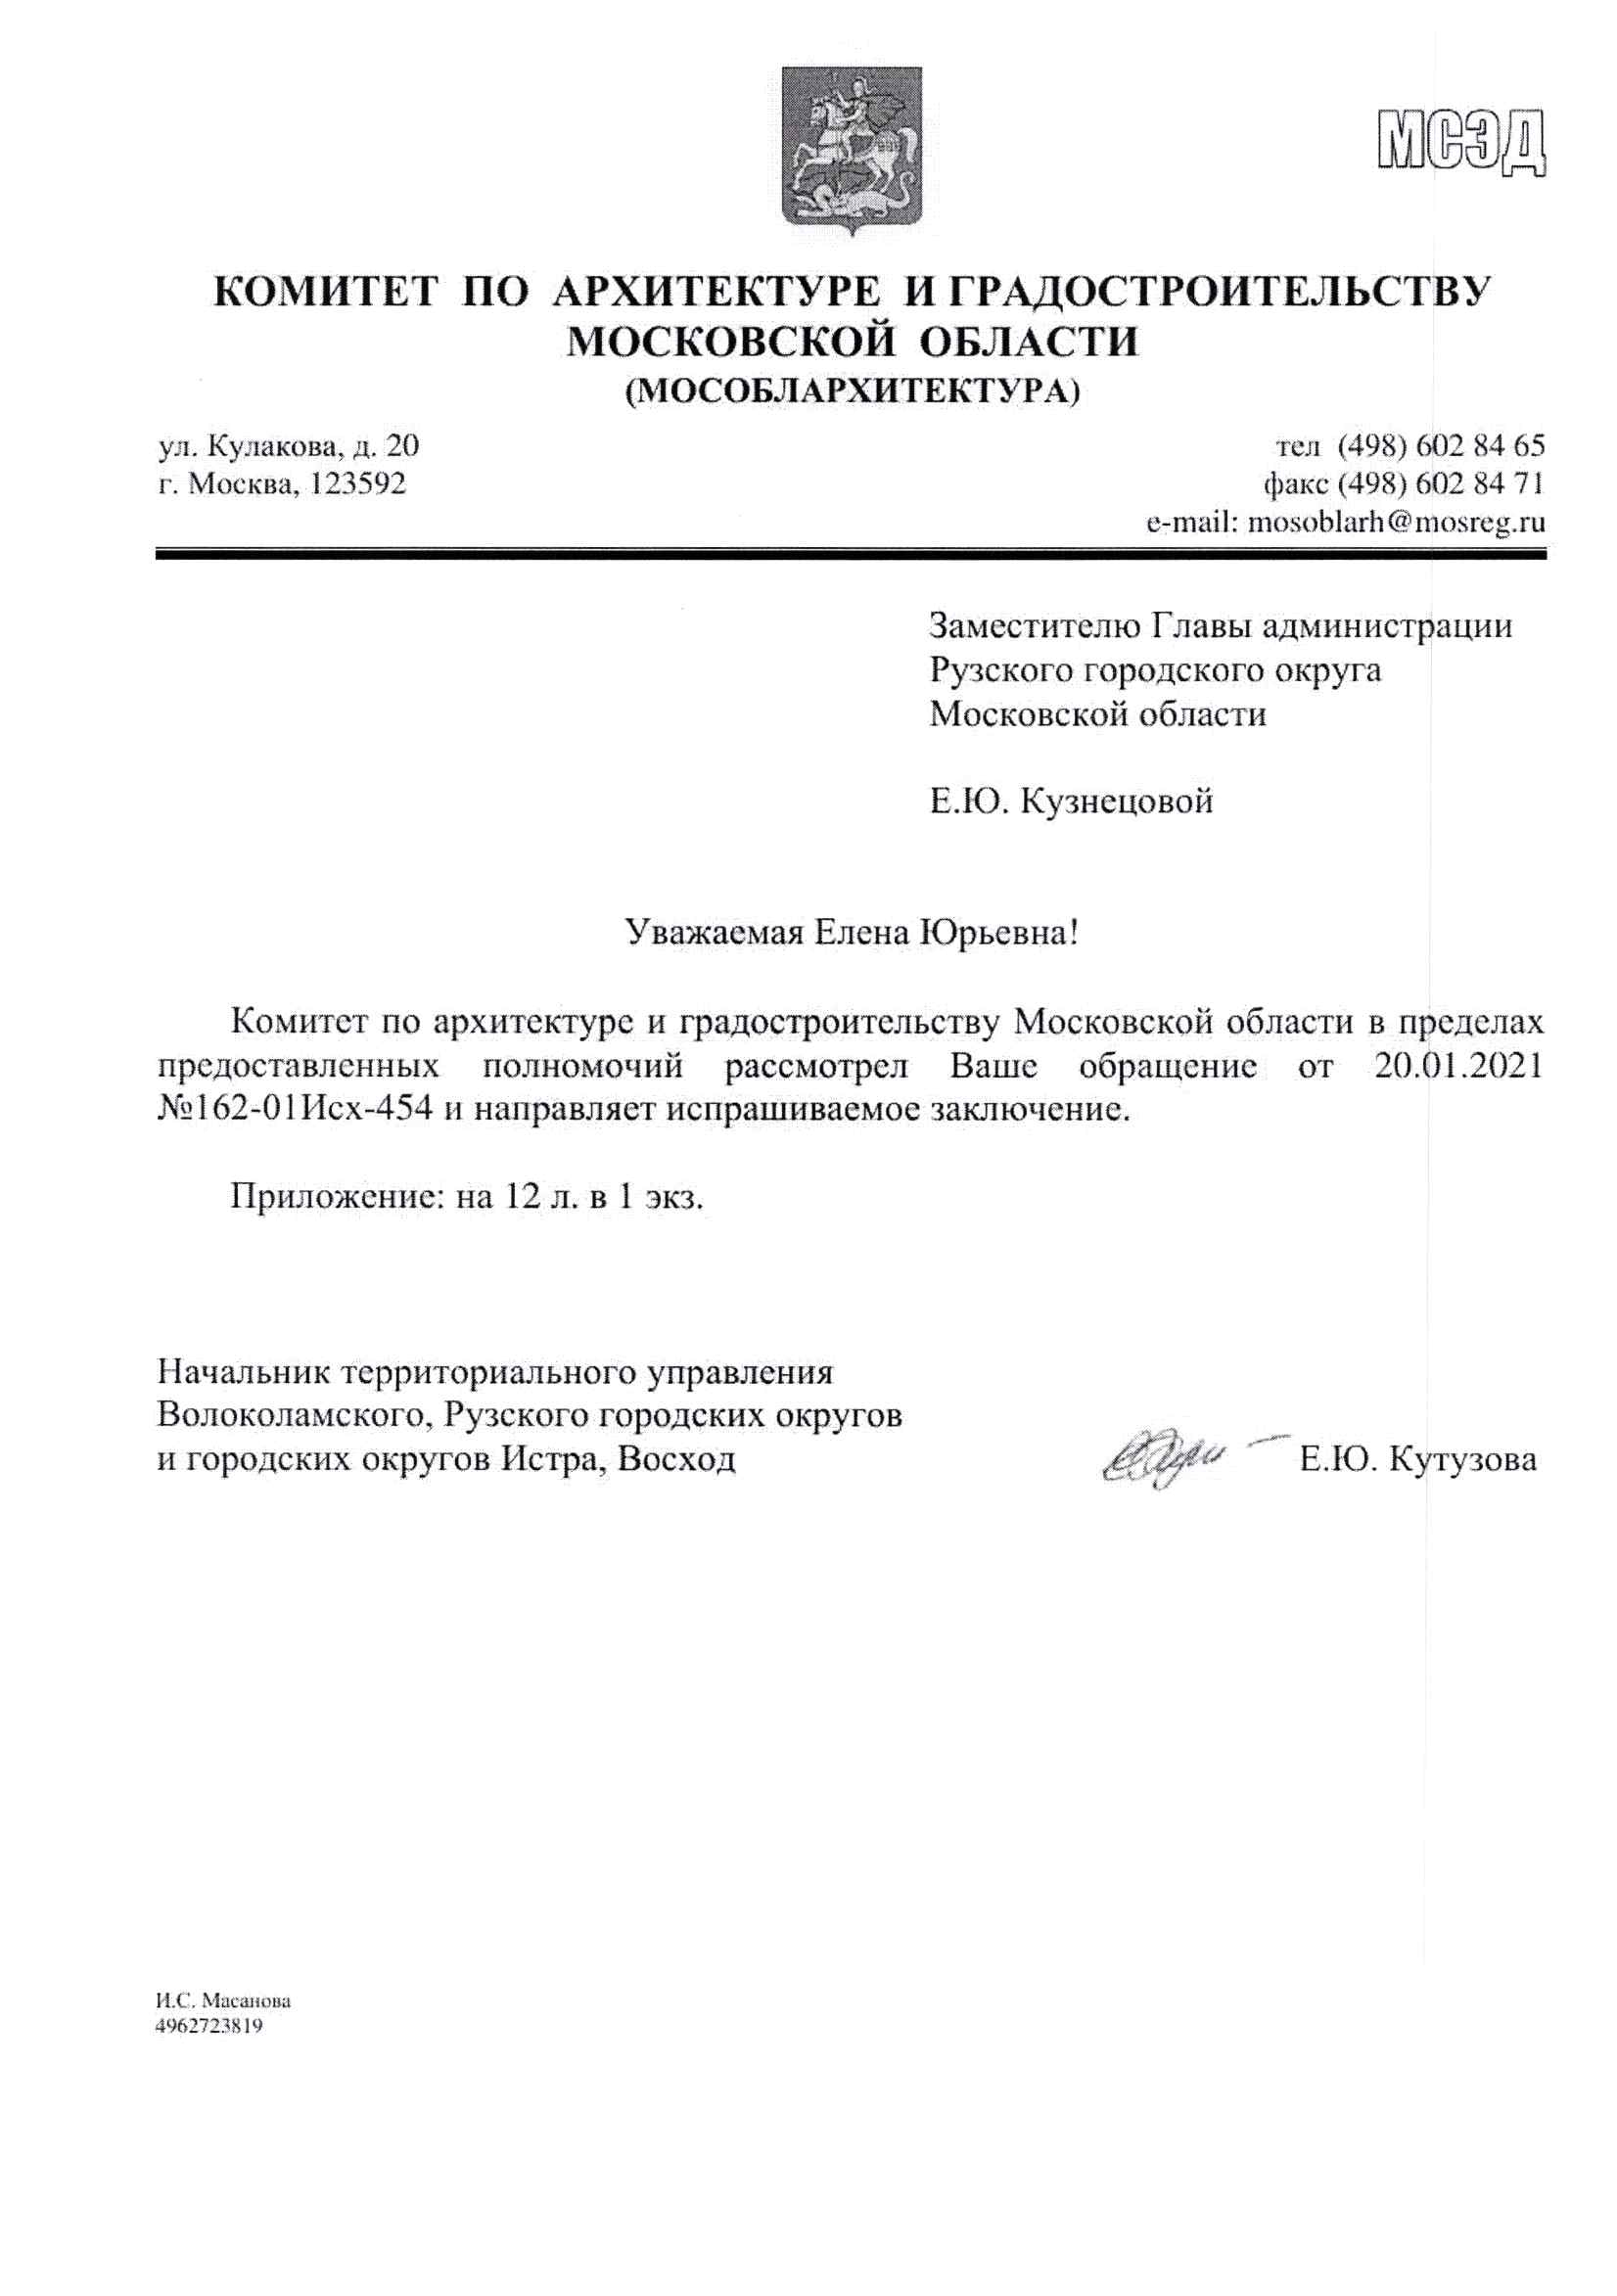 МСЭД
КОМИТЕТ ПО АРХИТЕКТУРЕ И ГРАДОСТРОИТЕЛЬСТВУ
МОСКОВСКОЙ ОБЛАСТИ
(МОСОБЛАРХИТЕКТУРА)
ул. Кулакова, д. 20
г. Москва, 123592
тел (498) 602 84 65
факс (498) 602 84 71
e-mail: mosoblarh@mosreg.ru
Заместителю Главы администрации
Рузского городского округа
Московской области
Е.Ю. Кузнецовой
Уважаемая Елена Юрьевна!
Комитет по архитектуре и градостроительству Московской области в пределах
предоставленных полномочий рассмотрел Ваше обращение от 20.01.2021
№162-01Исх-454 и направляет испрашиваемое заключение.
Приложение: на 12 л. в 1 экз.
Начальник территориального управления
Волоколамского, Рузского городских округов
и городских округов Истра, Восход
Е.Ю. Кутузова
И.С. Масанова
4962723819